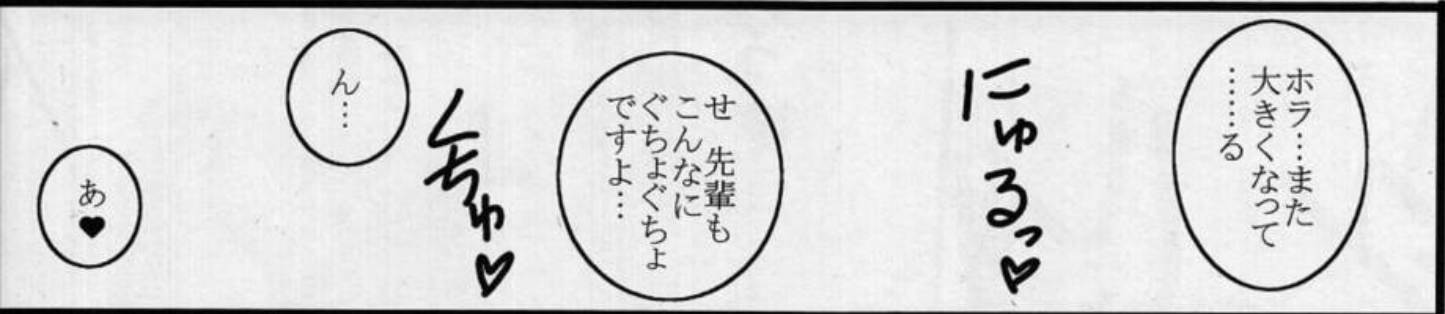 ホラ…また
大きくなって
……る
にゅるっ♡
せ　先輩も
こんなに
ぐちょぐちょ
ですよ…
くちゅ♡
ん…
あ♥